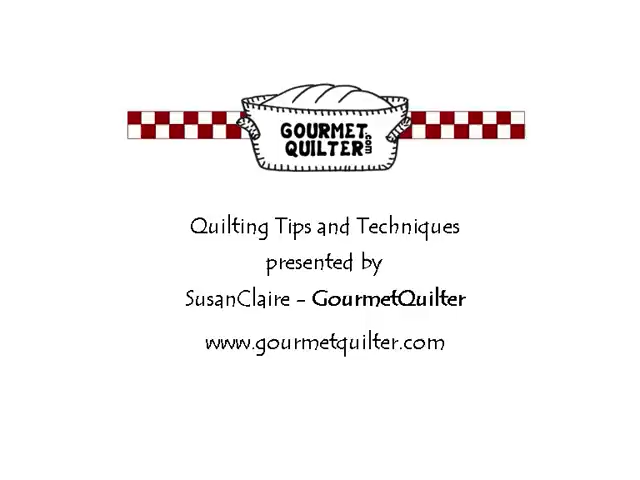 GOURMET
QUILTER.com
Quilting Tips and Techniques
presented by
SusanClaire - GourmetQuilter
www.gourmetquilter.com